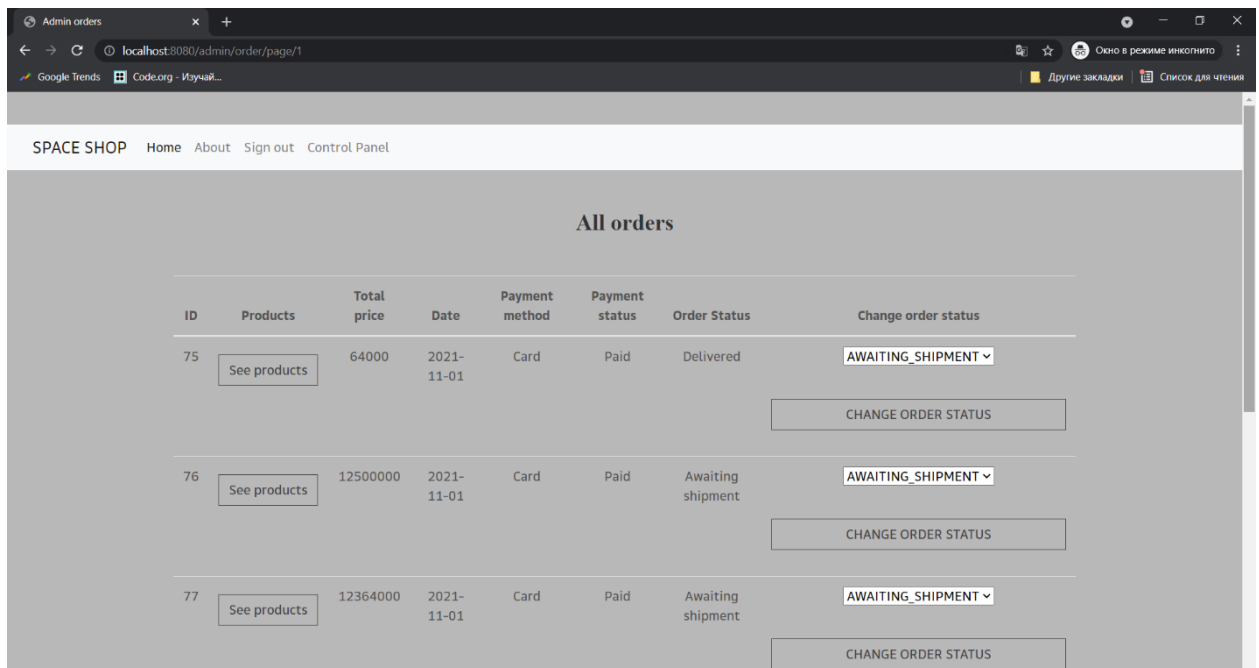 Admin orders
localhost:8080/admin/order/page/1
Окно в режиме инкогнито
Google Trends Code.org - Изучай...
Другие закладки Список для чтения
SPACE SHOP Home About Sign out Control Panel
All orders
ID Products Total price Date Payment method Payment status Order Status Change order status
75 See products 64000 2021-11-01 Card Paid Delivered AWAITING_SHIPMENT
CHANGE ORDER STATUS
76 See products 12500000 2021-11-01 Card Paid Awaiting shipment AWAITING_SHIPMENT
CHANGE ORDER STATUS
77 See products 12364000 2021-11-01 Card Paid Awaiting shipment AWAITING_SHIPMENT
CHANGE ORDER STATUS